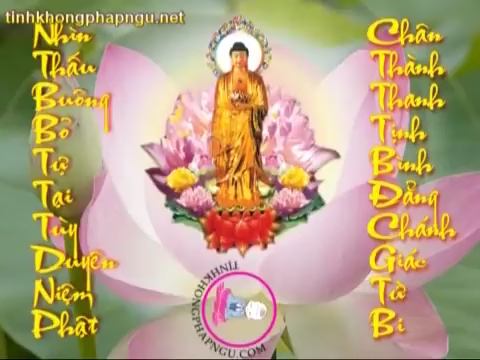 tinhkhongphapngu.net
Nhìn
Thấu
Buông
Bỏ
Tự
Tại
Tùy
Duyên
Niệm
Phật
Chân
Thành
Thanh
Tịnh
Bình
Đẳng
Chánh
Giác
Từ
Bi
TINHKHONGPHAPNGU.COM